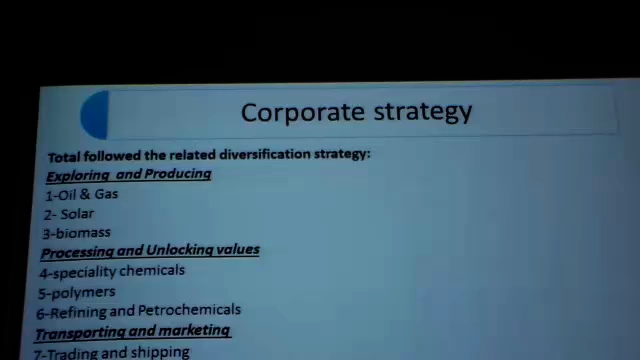 Corporate strategy
Total followed the related diversification strategy:
Exploring and Producing
1-Oil & Gas
2- Solar
3-biomass
Processing and Unlocking values
4-speciality chemicals
5-polymers
6-Refining and Petrochemicals
Transporting and marketing
7-Trading and shipping